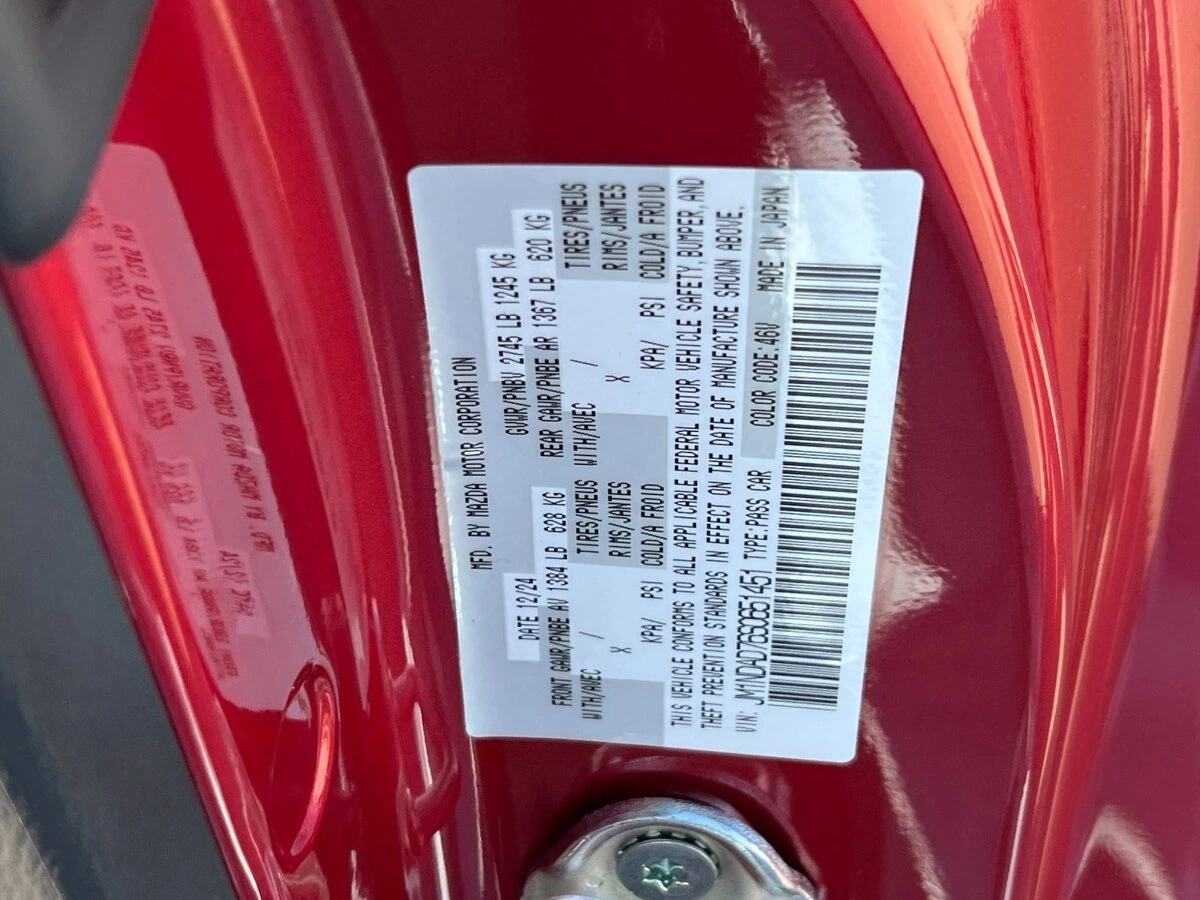 MFD. BY MAZDA MOTOR CORPORATION
DATE 12/24 GVWR/PNBV 2745 LB 1245 KG
FRONT GAWR/PNBE AV 1384 LB 628 KG REAR GAWR/PNBE AR 1367 LB 620 KG
WITH/AVEC / TIRES/PNEUS WITH/AVEC / TIRES/PNEUS
X RIMS/JANTES X RIMS/JANTES
KPA/ PSI COLD/A FROID KPA/ PSI COLD/A FROID
THIS VEHICLE CONFORMS TO ALL APPLICABLE FEDERAL MOTOR VEHICLE SAFETY, BUMPER, AND
THEFT PREVENTION STANDARDS IN EFFECT ON THE DATE OF MANUFACTURE SHOWN ABOVE.
VIN: JM1NDAD76S0651451 TYPE:PASS CAR COLOR CODE:46V MADE IN JAPAN